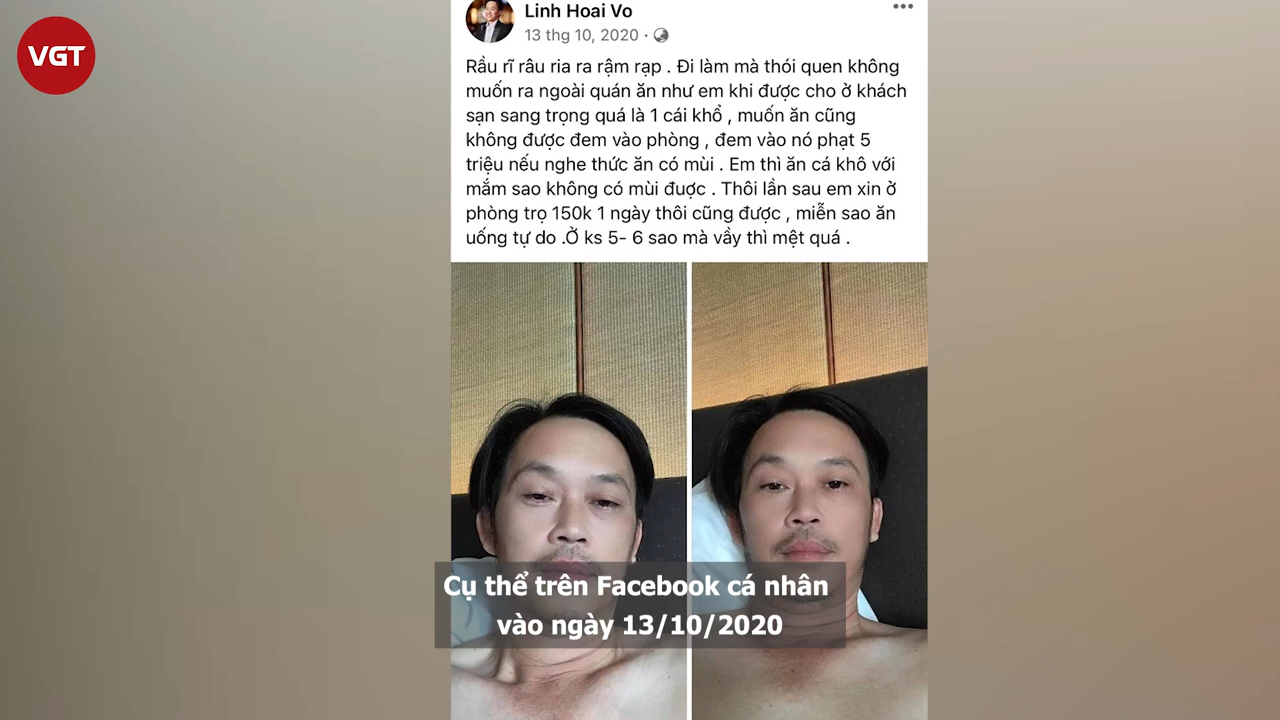 VGT
Linh Hoai Vo
13 thg 10, 2020 ·
Rầu rĩ râu ria ra rậm rạp . Đi làm mà thói quen không
muốn ra ngoài quán ăn như em khi được cho ở khách
sạn sang trọng quá là 1 cái khổ , muốn ăn cũng
không được đem vào phòng , đem vào nó phạt 5
triệu nếu nghe thức ăn có mùi . Em thì ăn cá khô với
mắm sao không có mùi đuợc . Thôi lần sau em xin ở
phòng trọ 150k 1 ngày thôi cũng được , miễn sao ăn
uống tự do .Ở ks 5- 6 sao mà vầy thì mệt quá .
Cụ thể trên Facebook cá nhân
vào ngày 13/10/2020